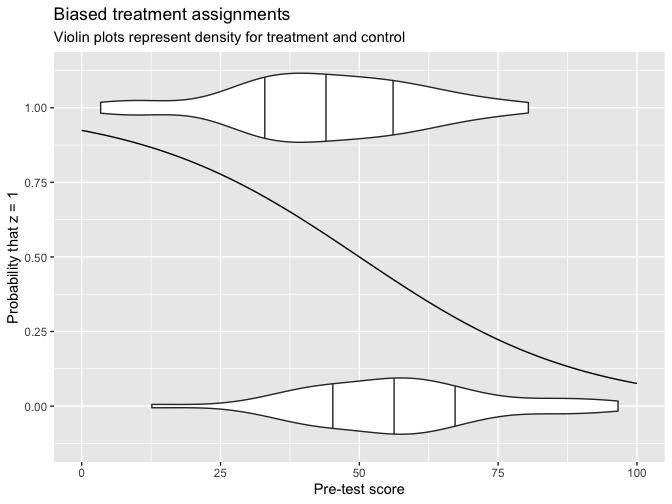 Biased treatment assignments
Violin plots represent density for treatment and control
Probability that z = 1
1.00
0.75
0.50
0.25
0.00
0
25
50
75
100
Pre-test score